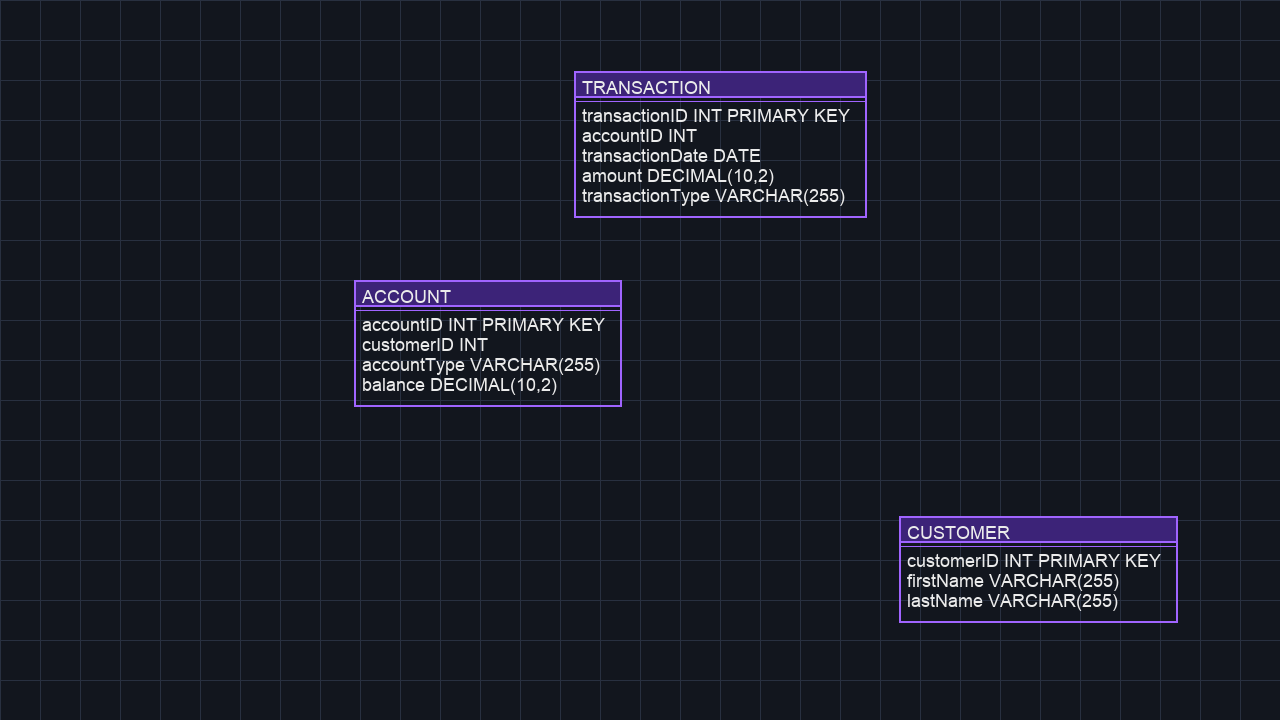 TRANSACTION
transactionID INT PRIMARY KEY
accountID INT
transactionDate DATE
amount DECIMAL(10,2)
transactionType VARCHAR(255)
ACCOUNT
accountID INT PRIMARY KEY
customerID INT
accountType VARCHAR(255)
balance DECIMAL(10,2)
CUSTOMER
customerID INT PRIMARY KEY
firstName VARCHAR(255)
lastName VARCHAR(255)